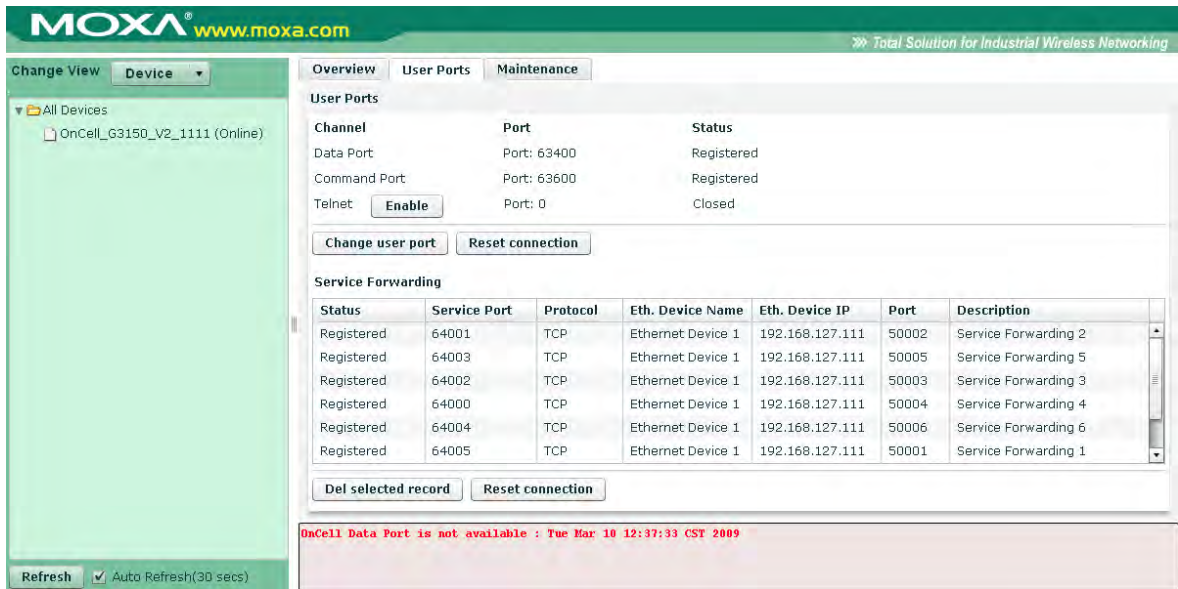 MOXA® www.moxa.com
Total Solution for Industrial Wireless Networking
Change View Device
All Devices
OnCell_G3150_V2_1111 (Online)
Refresh Auto Refresh(30 secs)
Overview User Ports Maintenance
User Ports
Channel Port Status
Data Port Port: 63400 Registered
Command Port Port: 63600 Registered
Telnet Enable Port: 0 Closed
Change user port Reset connection
Service Forwarding
Status Service Port Protocol Eth. Device Name Eth. Device IP Port Description
Registered 64001 TCP Ethernet Device 1 192.168.127.111 50002 Service Forwarding 2
Registered 64003 TCP Ethernet Device 1 192.168.127.111 50005 Service Forwarding 5
Registered 64002 TCP Ethernet Device 1 192.168.127.111 50003 Service Forwarding 3
Registered 64000 TCP Ethernet Device 1 192.168.127.111 50004 Service Forwarding 4
Registered 64004 TCP Ethernet Device 1 192.168.127.111 50006 Service Forwarding 6
Registered 64005 TCP Ethernet Device 1 192.168.127.111 50001 Service Forwarding 1
Del selected record Reset connection
OnCell Data Port is not available : Tue Mar 10 12:37:33 CST 2009